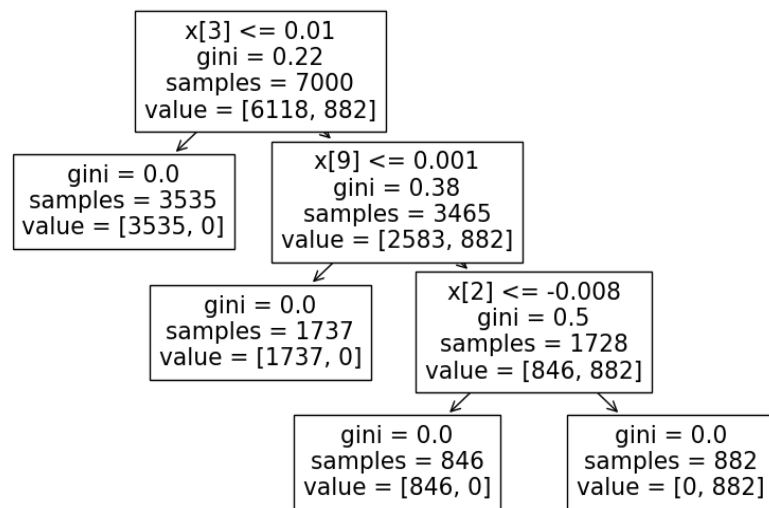 x[3] <= 0.01
gini = 0.22
samples = 7000
value = [6118, 882]
gini = 0.0
samples = 3535
value = [3535, 0]
x[9] <= 0.001
gini = 0.38
samples = 3465
value = [2583, 882]
gini = 0.0
samples = 1737
value = [1737, 0]
x[2] <= -0.008
gini = 0.5
samples = 1728
value = [846, 882]
gini = 0.0
samples = 846
value = [846, 0]
gini = 0.0
samples = 882
value = [0, 882]